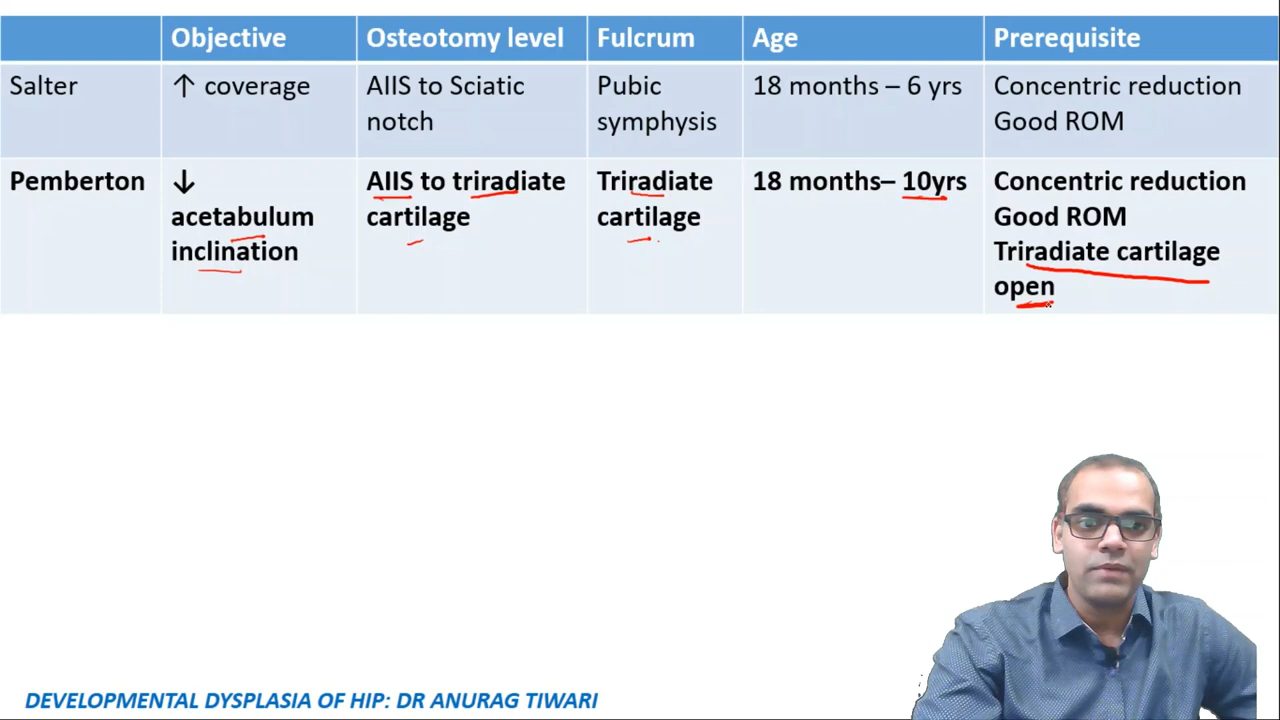 Objective Osteotomy level Fulcrum Age Prerequisite
Salter ↑ coverage AIIS to Sciatic Pubic 18 months – 6 yrs Concentric reduction
notch symphysis Good ROM
Pemberton ↓ AIIS to triradiate Triradiate 18 months– 10yrs Concentric reduction
acetabulum cartilage cartilage Good ROM
inclination Triradiate cartilage
open
DEVELOPMENTAL DYSPLASIA OF HIP: DR ANURAG TIWARI